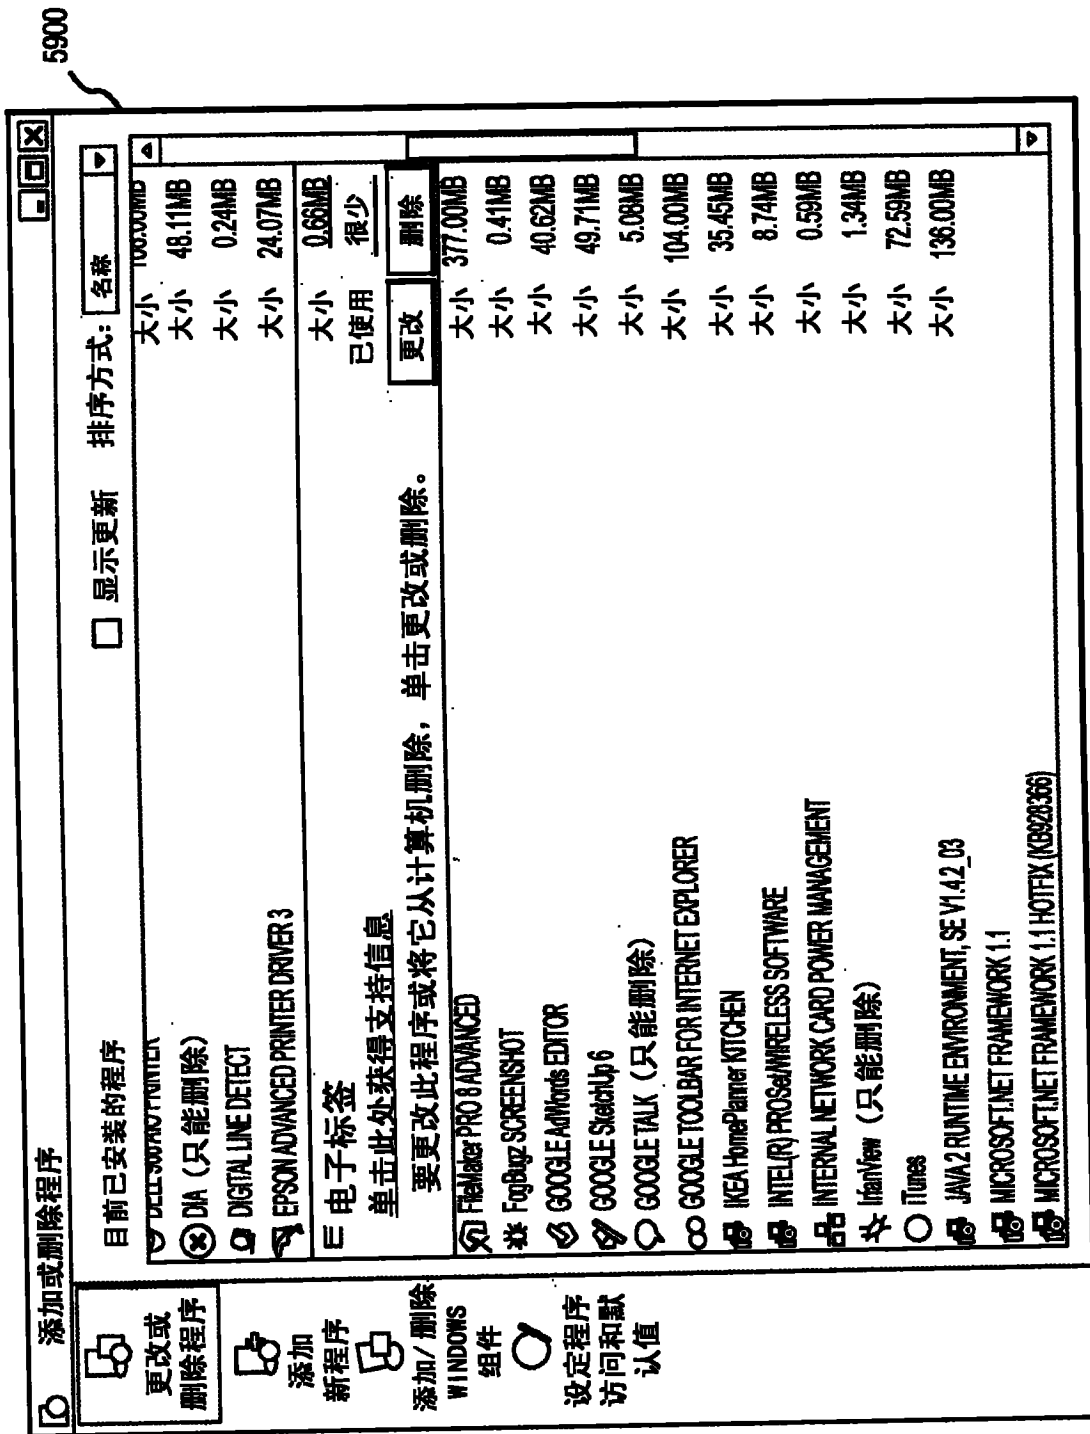 5900
添加或删除程序
更改或
删除程序
添加
新程序
添加/删除
WINDOWS
组件
设定程序
访问和默
认值
目前已安装的程序
显示更新 排序方式: 名称
大小
DIA (只能删除) 大小 48.11MB
DIGITAL LINE DETECT 大小 0.24MB
EPSON ADVANCED PRINTER DRIVER 3 大小 24.07MB
电子标签 大小 0.66MB
单击此处获得支持信息 已使用 很少
要更改此程序或将它从计算机删除，单击更改或删除。 更改 删除
FileMater PRO 8 ADVANCED 大小 377.00MB
FogBugz SCREENSHOT 大小 0.41MB
GOOGLE AdWords EDITOR 大小 40.62MB
GOOGLE SketchUp 6 大小 49.71MB
GOOGLE TALK (只能删除) 大小 5.08MB
GOOGLE TOOLBAR FOR INTERNET EXPLORER 大小 104.00MB
IKEA HomePlanner KITCHEN 大小 35.45MB
INTEL(R) PROSet/WIRELESS SOFTWARE 大小 8.74MB
INTERNAL NETWORK CARD POWER MANAGEMENT 大小 0.59MB
IrfanView (只能删除) 大小 1.34MB
iTunes 大小 72.59MB
JAVA 2 RUNTIME ENVIRONMENT, SE V1.4.2_03 大小 136.00MB
MICROSOFT.NET FRAMEWORK 1.1
MICROSOFT.NET FRAMEWORK 1.1 HOTFIX (KB928366)